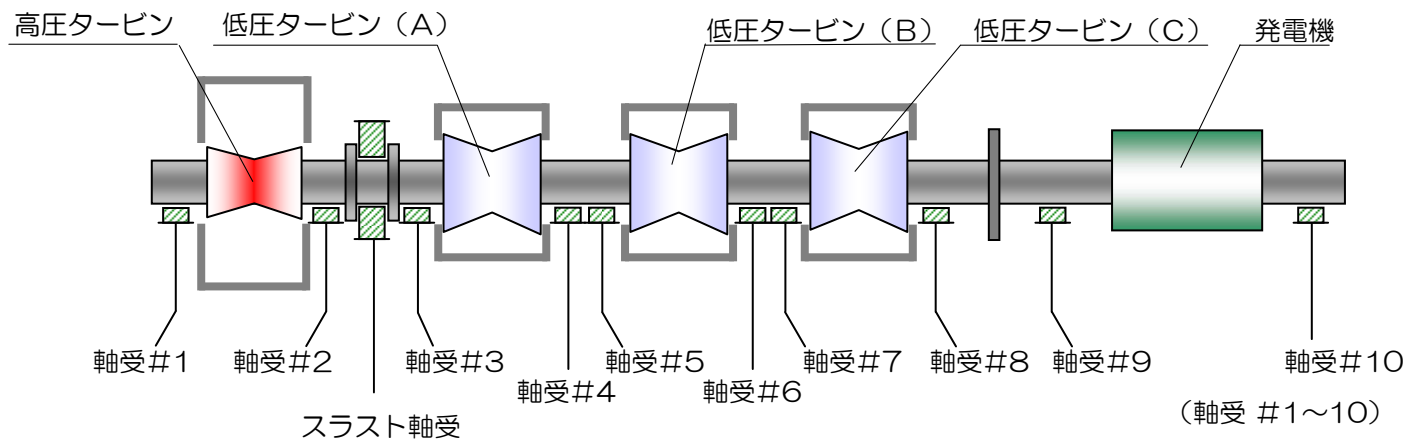 高圧タービン
低圧タービン（A）
低圧タービン（B）
低圧タービン（C）
発電機
軸受＃1
軸受＃2
軸受＃3
軸受＃4
軸受＃5
軸受＃6
軸受＃7
軸受＃8
軸受＃9
軸受＃10
スラスト軸受
（軸受 ＃1～10）